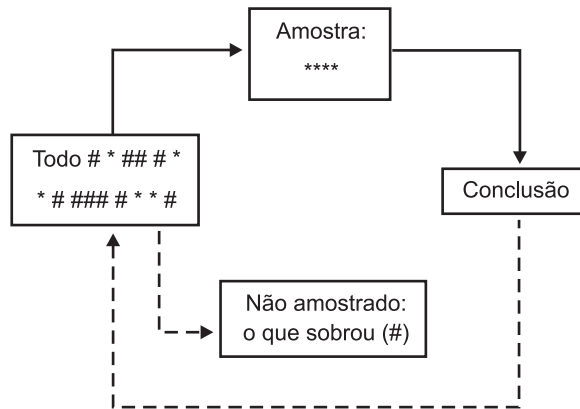 Amostra:
****
Todo # * ## # *
* # ### # * * #
Conclusão
Não amostrado:
o que sobrou (#)